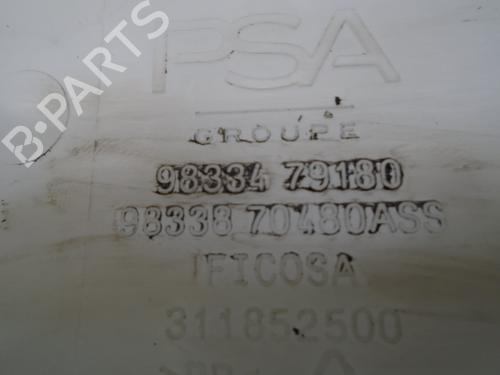 PSA
GROUPE
B-PARTS
98334 79180
98338 70480ASS
FICOSA
311852500